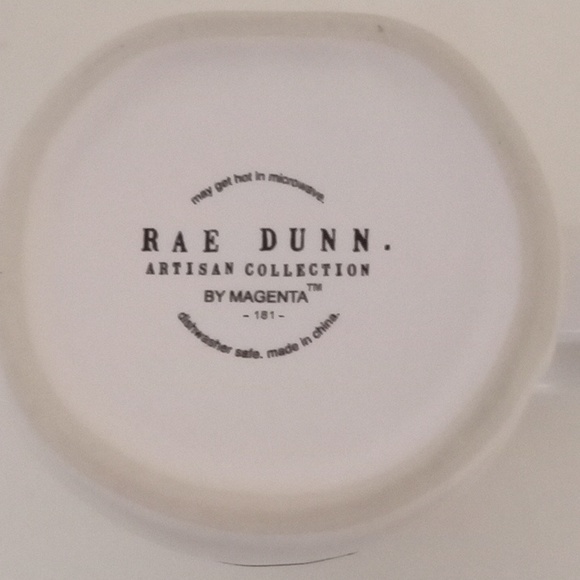 may get hot in microwave.
RAE DUNN.
ARTISAN COLLECTION
BY MAGENTA™
- 181 -
dishwasher safe. made in china.